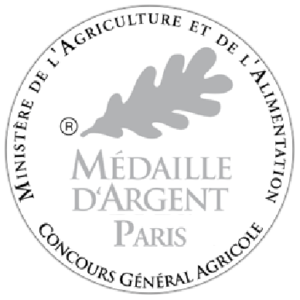 MINISTÈRE DE L'AGRICULTURE ET DE L'ALIMENTATION
®
MÉDAILLE
D'ARGENT
PARIS
CONCOURS GÉNÉRAL AGRICOLE